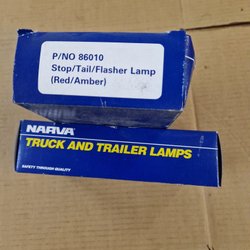 P/NO 86010
Stop/Tail/Flasher Lamp
(Red/Amber)
NARVA
TRUCK AND TRAILER LAMPS
SAFETY THROUGH QUALITY